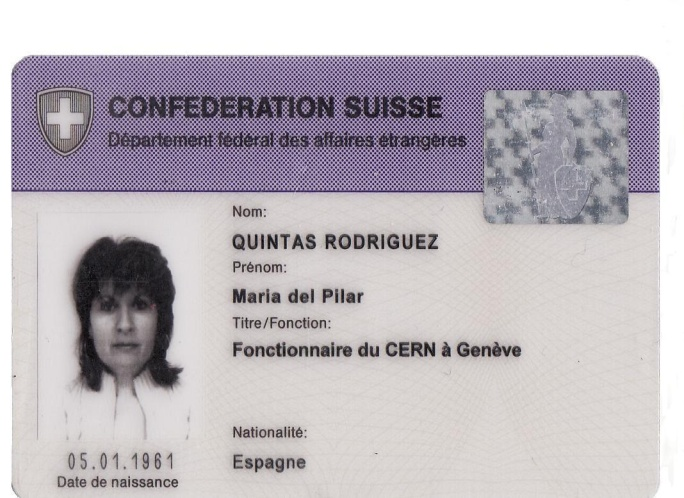 CONFEDERATION SUISSE
Département fédéral des affaires étrangères
Nom:
QUINTAS RODRIGUEZ
Prénom:
Maria del Pilar
Titre/Fonction:
Fonctionnaire du CERN à Genève
Nationalité:
Espagne
05.01.1961
Date de naissance